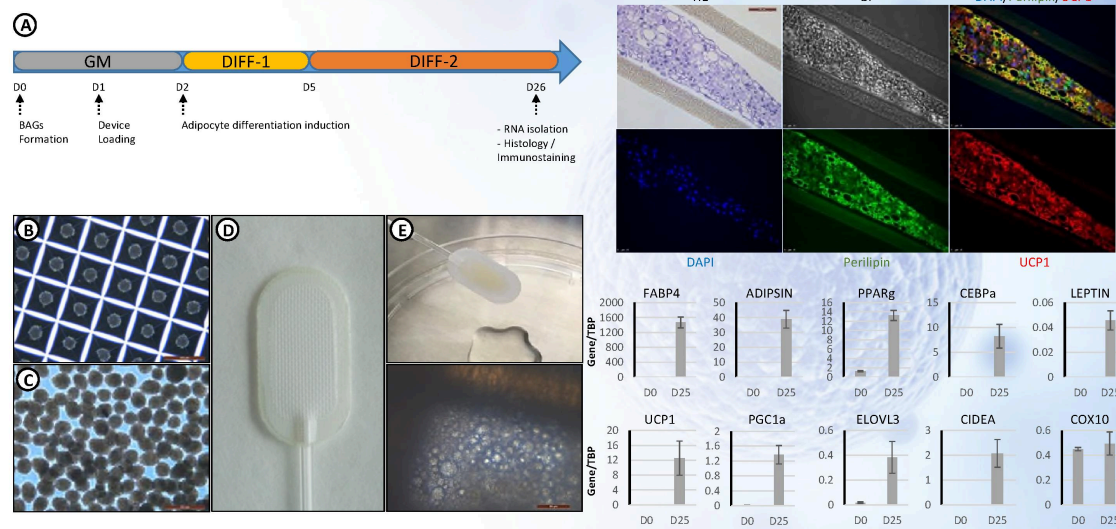 A
GM
DIFF-1
DIFF-2
D0
D1
D2
D5
D26
BAGs
Formation
Device
Loading
Adipocyte differentiation induction
- RNA isolation
- Histology /
Immunostaining
B
C
D
E
DAPI
Perilipin
UCP1
FABP4
ADIPSIN
PPARg
CEBPa
LEPTIN
Gene/TBP
2000
1600
1200
800
400
0
D0
D25
50
40
30
20
10
0
D0
D25
16
14
12
10
8
6
4
2
0
D0
D25
15
10
5
0
D0
D25
0.06
0.04
0.02
0
D0
D25
UCP1
PGC1a
ELOVL3
CIDEA
COX10
Gene/TBP
20
16
12
8
4
0
D0
D25
2
1.6
1.2
0.8
0.4
0
D0
D25
0.6
0.4
0.2
0
D0
D25
3
2
1
0
D0
D25
0.6
0.4
0.2
0
D0
D25